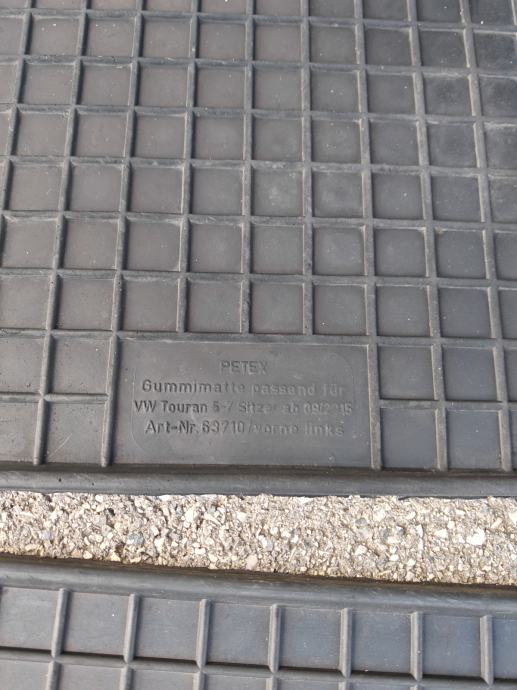 PETEX
Gummimatte passend für
VW Touran 5-7 Sitzer ab 09/2015
Art-Nr. 63710/vorne links